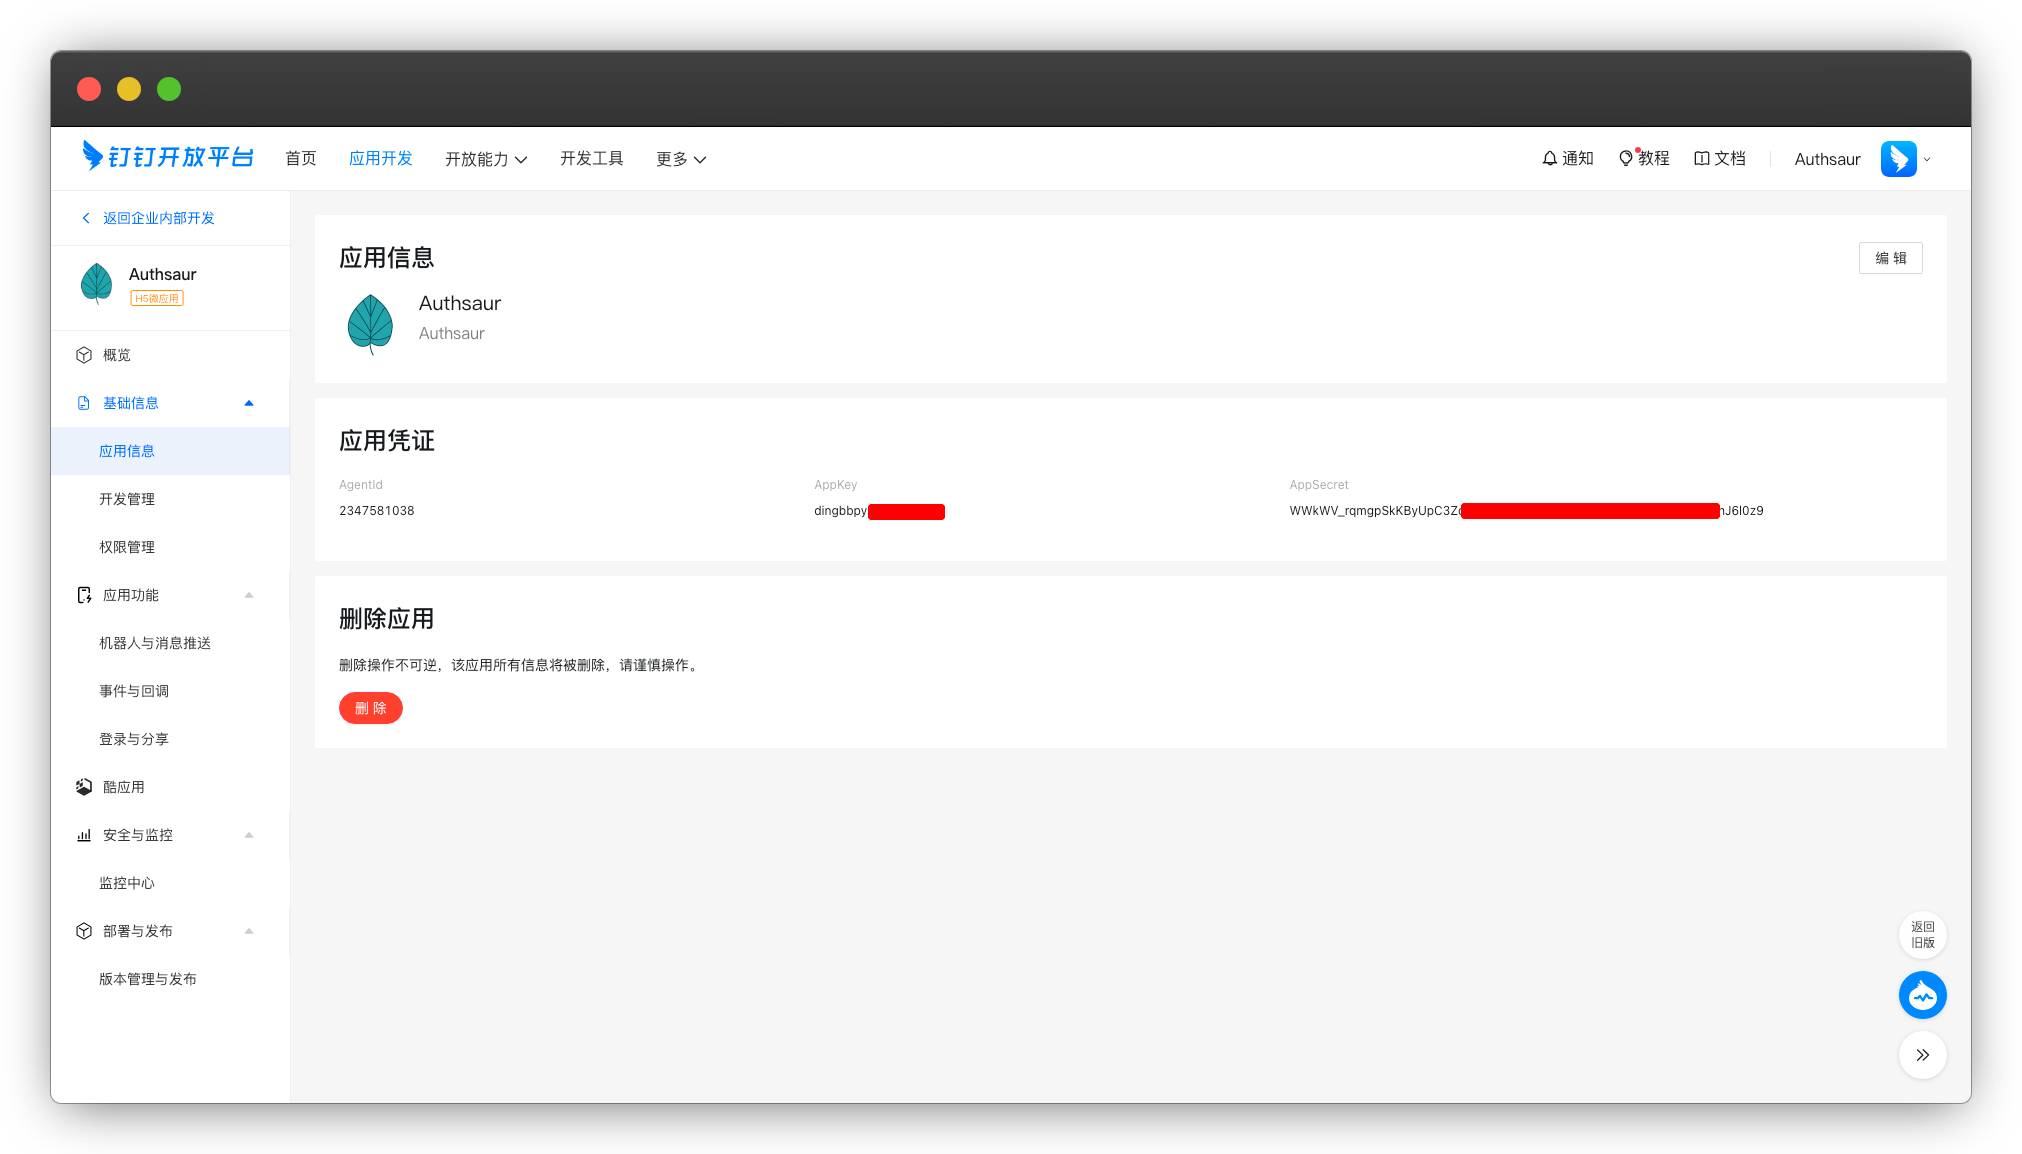 钉钉开放平台 首页 应用开发 开放能力 开发工具 更多 通知 教程 文档 Authsaur
返回企业内部开发
Authsaur
H5微应用
概览
基础信息
应用信息
开发管理
权限管理
应用功能
机器人与消息推送
事件与回调
登录与分享
酷应用
安全与监控
监控中心
部署与发布
版本管理与发布
应用信息
编 辑
Authsaur
Authsaur
应用凭证
AgentId AppKey AppSecret
2347581038 dingbbpy WWkWV_rqmgpSkKByUpC3Z J6I0z9
删除应用
删除操作不可逆，该应用所有信息将被删除，请谨慎操作。
删 除
返回
旧版